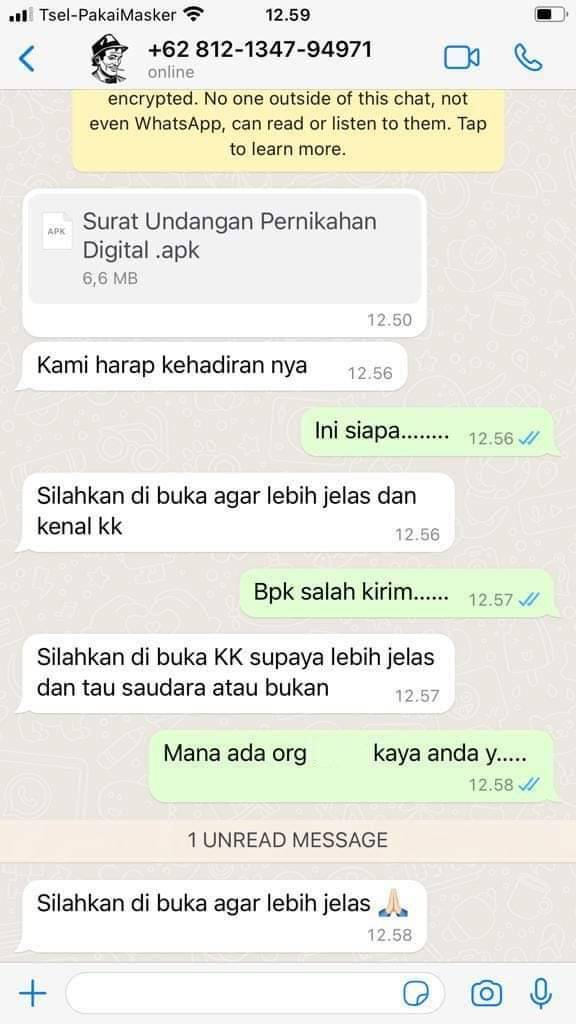 Tsel-PakaiMasker 12.59
+62 812-1347-94971
online
encrypted. No one outside of this chat, not
even WhatsApp, can read or listen to them. Tap
to learn more.
APK
Surat Undangan Pernikahan
Digital .apk
6,6 MB
12.50
Kami harap kehadiran nya 12.56
Ini siapa........ 12.56
Silahkan di buka agar lebih jelas dan
kenal kk
12.56
Bpk salah kirim...... 12.57
Silahkan di buka KK supaya lebih jelas
dan tau saudara atau bukan 12.57
Mana ada org kaya anda y.....
12.58
1 UNREAD MESSAGE
Silahkan di buka agar lebih jelas 🙏🏻
12.58